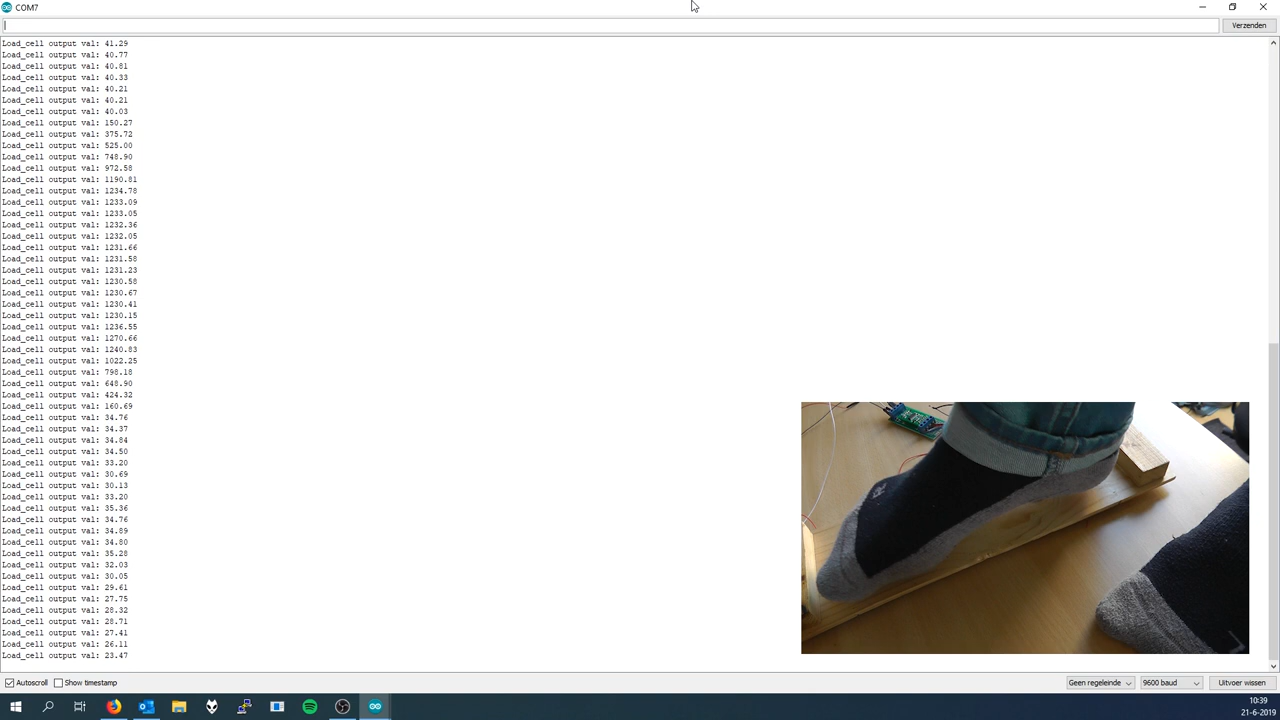 COM7
Verzenden
Load_cell output val: 41.29
Load_cell output val: 40.77
Load_cell output val: 40.81
Load_cell output val: 40.33
Load_cell output val: 40.21
Load_cell output val: 40.21
Load_cell output val: 40.03
Load_cell output val: 150.27
Load_cell output val: 375.72
Load_cell output val: 525.00
Load_cell output val: 748.90
Load_cell output val: 972.58
Load_cell output val: 1190.81
Load_cell output val: 1234.78
Load_cell output val: 1233.09
Load_cell output val: 1233.05
Load_cell output val: 1232.36
Load_cell output val: 1232.05
Load_cell output val: 1231.66
Load_cell output val: 1231.58
Load_cell output val: 1231.23
Load_cell output val: 1230.58
Load_cell output val: 1230.67
Load_cell output val: 1230.41
Load_cell output val: 1230.15
Load_cell output val: 1236.55
Load_cell output val: 1270.66
Load_cell output val: 1240.83
Load_cell output val: 1022.25
Load_cell output val: 798.18
Load_cell output val: 648.90
Load_cell output val: 424.32
Load_cell output val: 160.69
Load_cell output val: 34.76
Load_cell output val: 34.37
Load_cell output val: 34.84
Load_cell output val: 34.50
Load_cell output val: 33.20
Load_cell output val: 30.69
Load_cell output val: 30.13
Load_cell output val: 33.20
Load_cell output val: 35.36
Load_cell output val: 34.76
Load_cell output val: 34.89
Load_cell output val: 34.80
Load_cell output val: 35.28
Load_cell output val: 32.03
Load_cell output val: 30.05
Load_cell output val: 29.61
Load_cell output val: 27.75
Load_cell output val: 28.32
Load_cell output val: 28.71
Load_cell output val: 27.41
Load_cell output val: 26.11
Load_cell output val: 23.47
Autoscroll Show timestamp Geen regeleinde 9600 baud Uitvoer wissen
10:39
21-6-2019